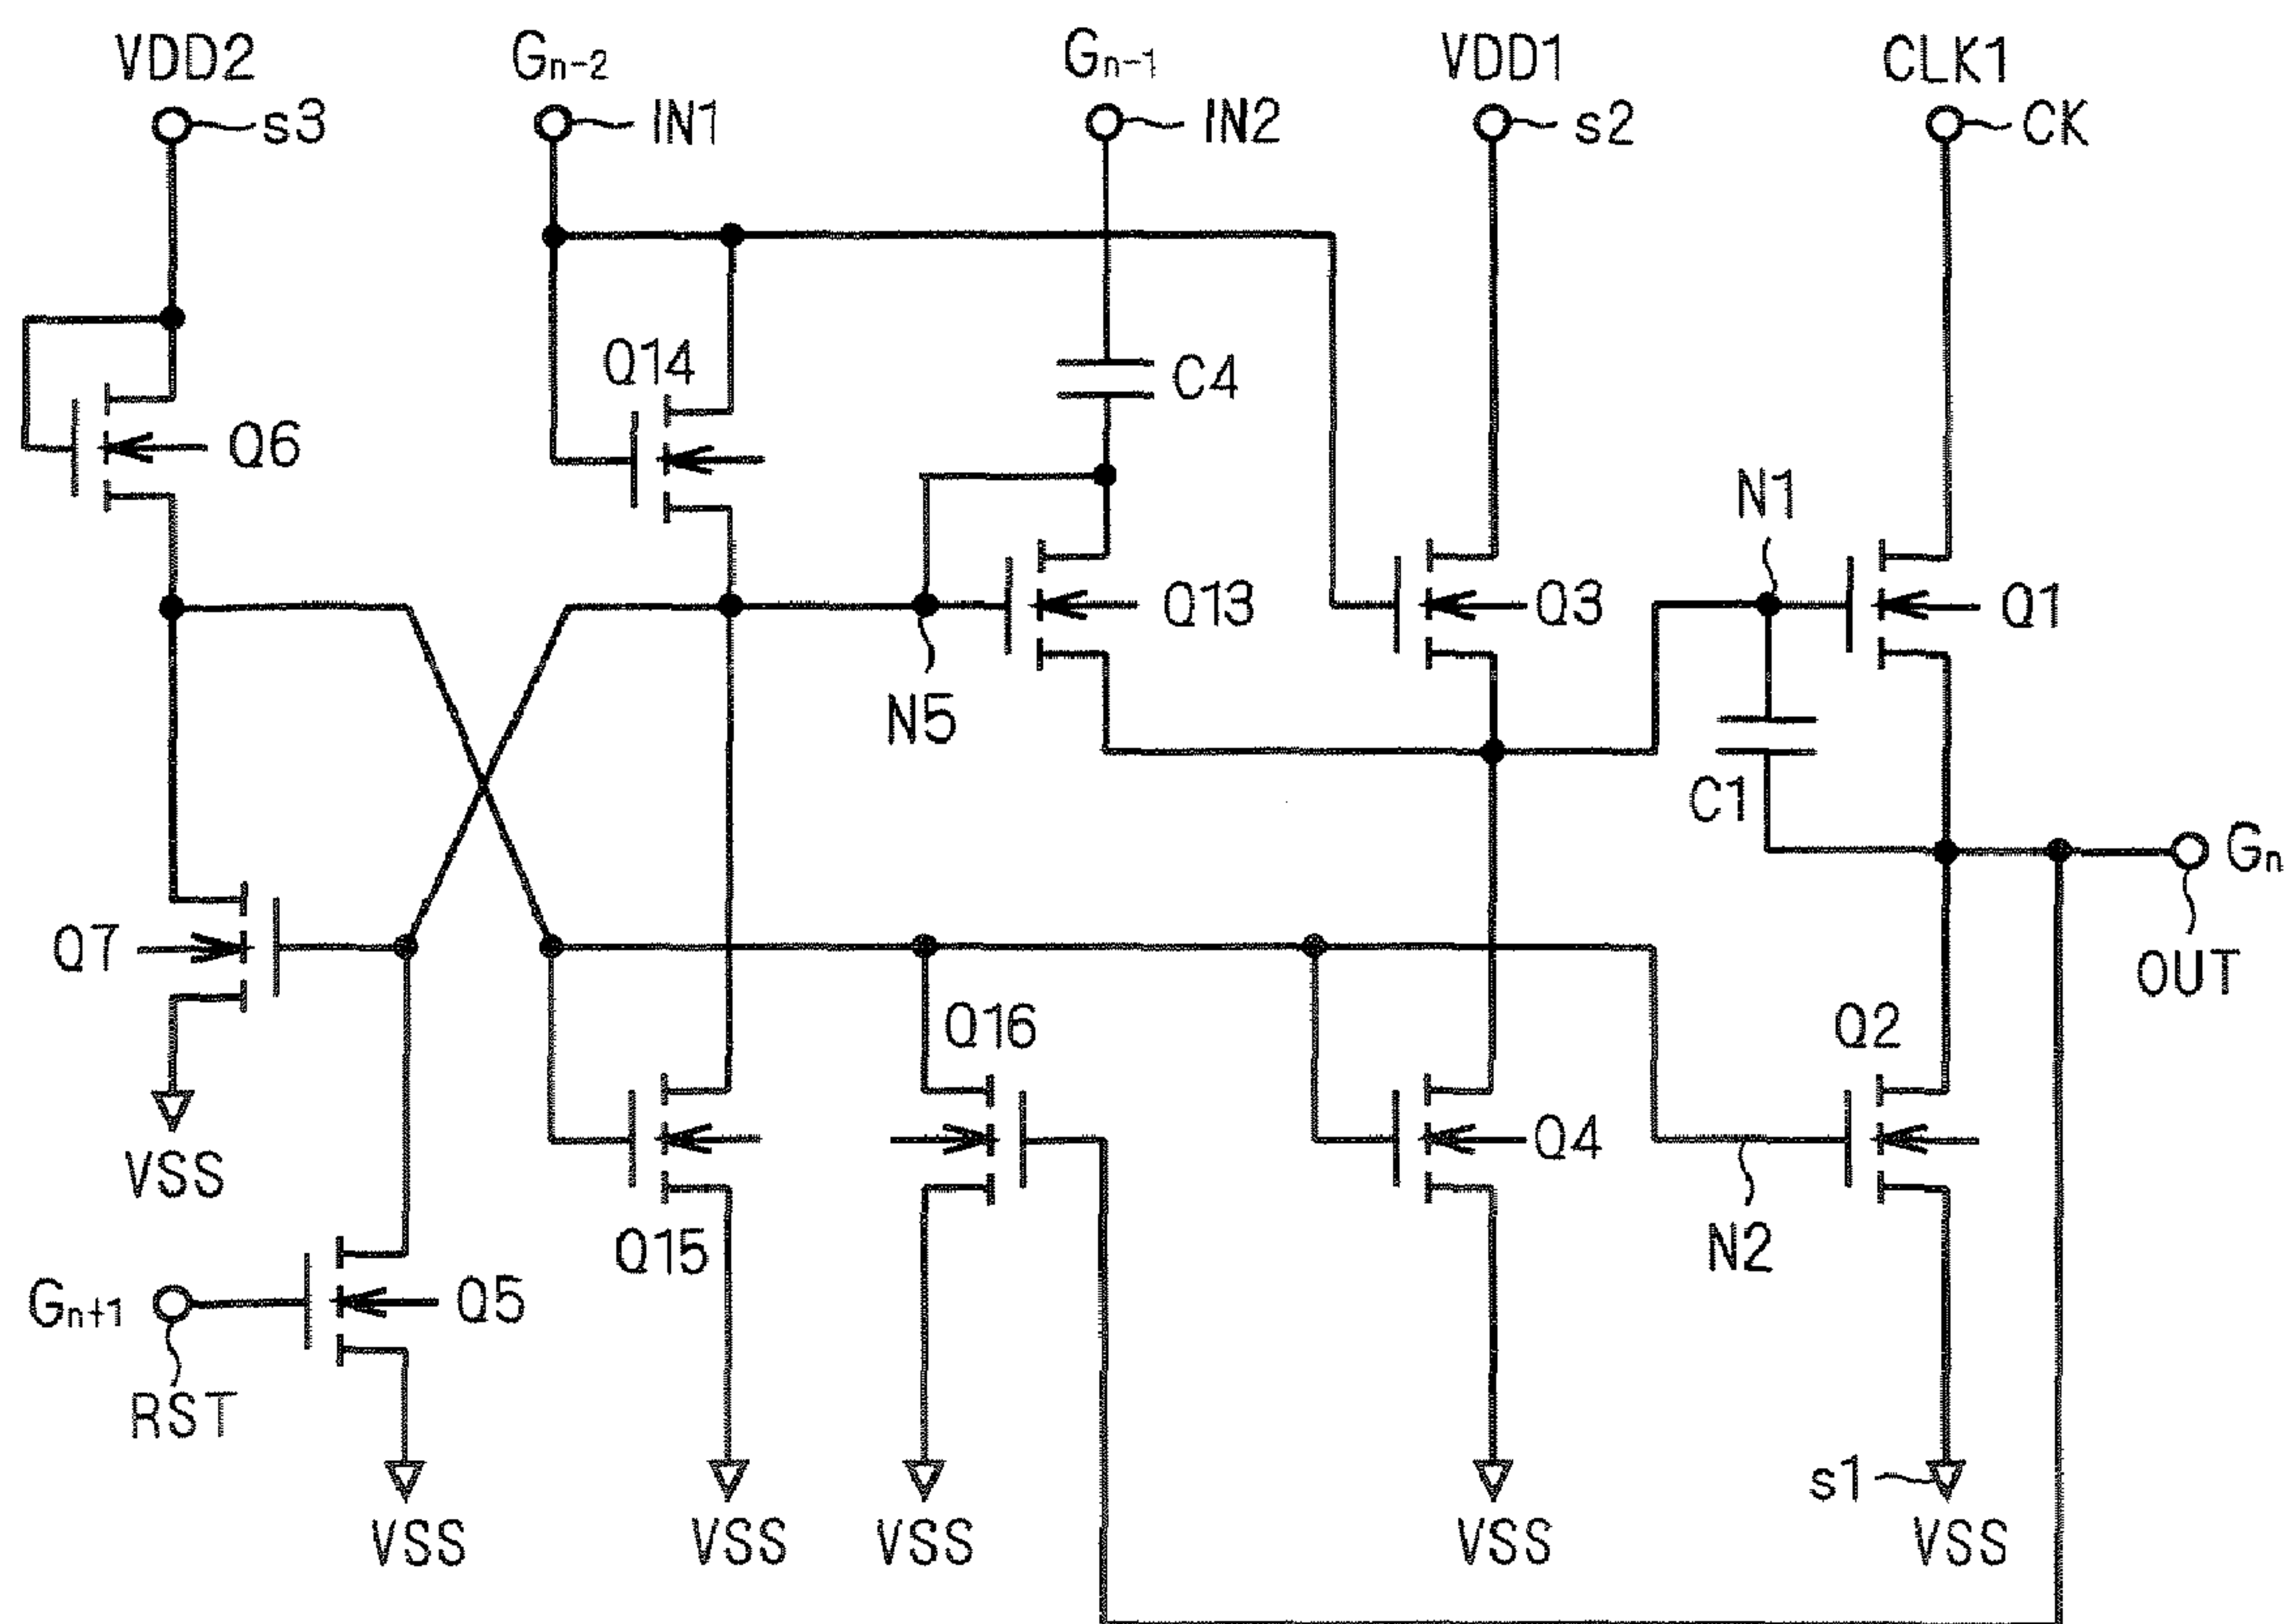 VDD2
Gn-2
Gn-1
VDD1
CLK1
s3
IN1
IN2
s2
CK
Q14
C4
Q6
N1
Q13
Q3
Q1
N5
C1
Gn
Q7
OUT
Q16
Q2
Q4
VSS
Q15
N2
Gn+1
Q5
RST
s1
VSS
VSS
VSS
VSS
VSS